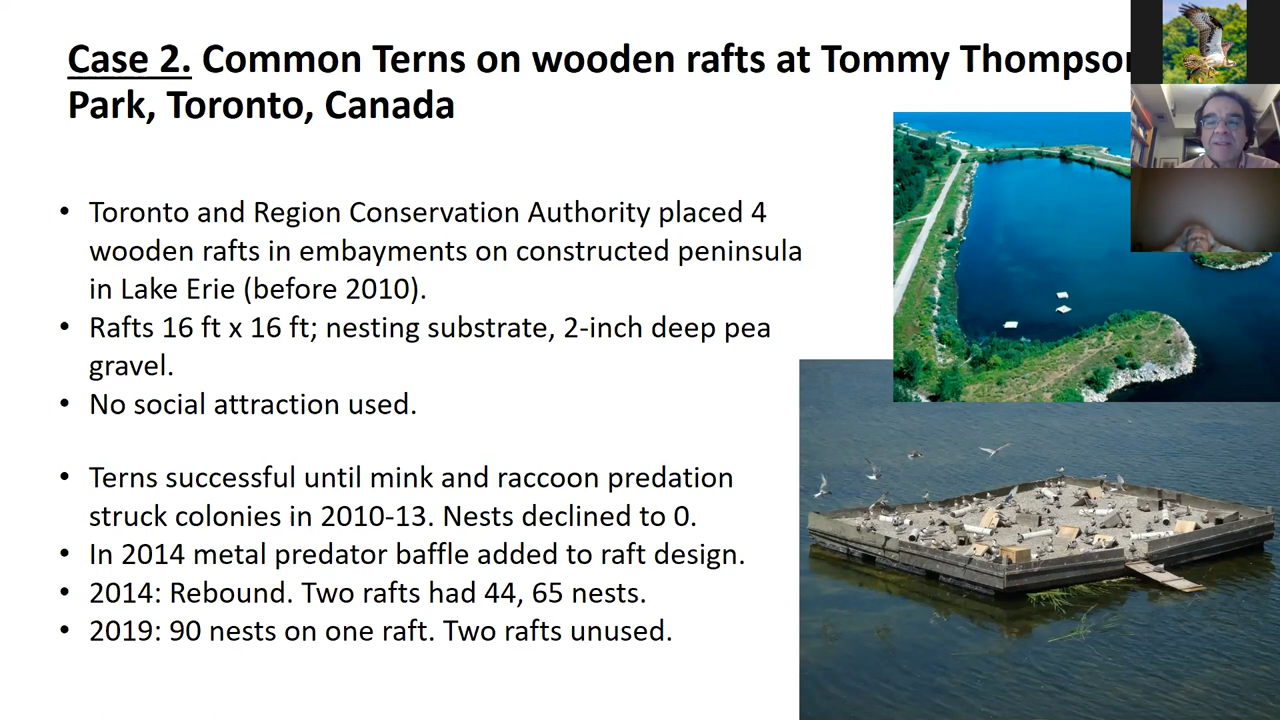 Case 2. Common Terns on wooden rafts at Tommy Thompson
Park, Toronto, Canada
• Toronto and Region Conservation Authority placed 4
wooden rafts in embayments on constructed peninsula
in Lake Erie (before 2010).
• Rafts 16 ft x 16 ft; nesting substrate, 2-inch deep pea
gravel.
• No social attraction used.
• Terns successful until mink and raccoon predation
struck colonies in 2010-13. Nests declined to 0.
• In 2014 metal predator baffle added to raft design.
• 2014: Rebound. Two rafts had 44, 65 nests.
• 2019: 90 nests on one raft. Two rafts unused.